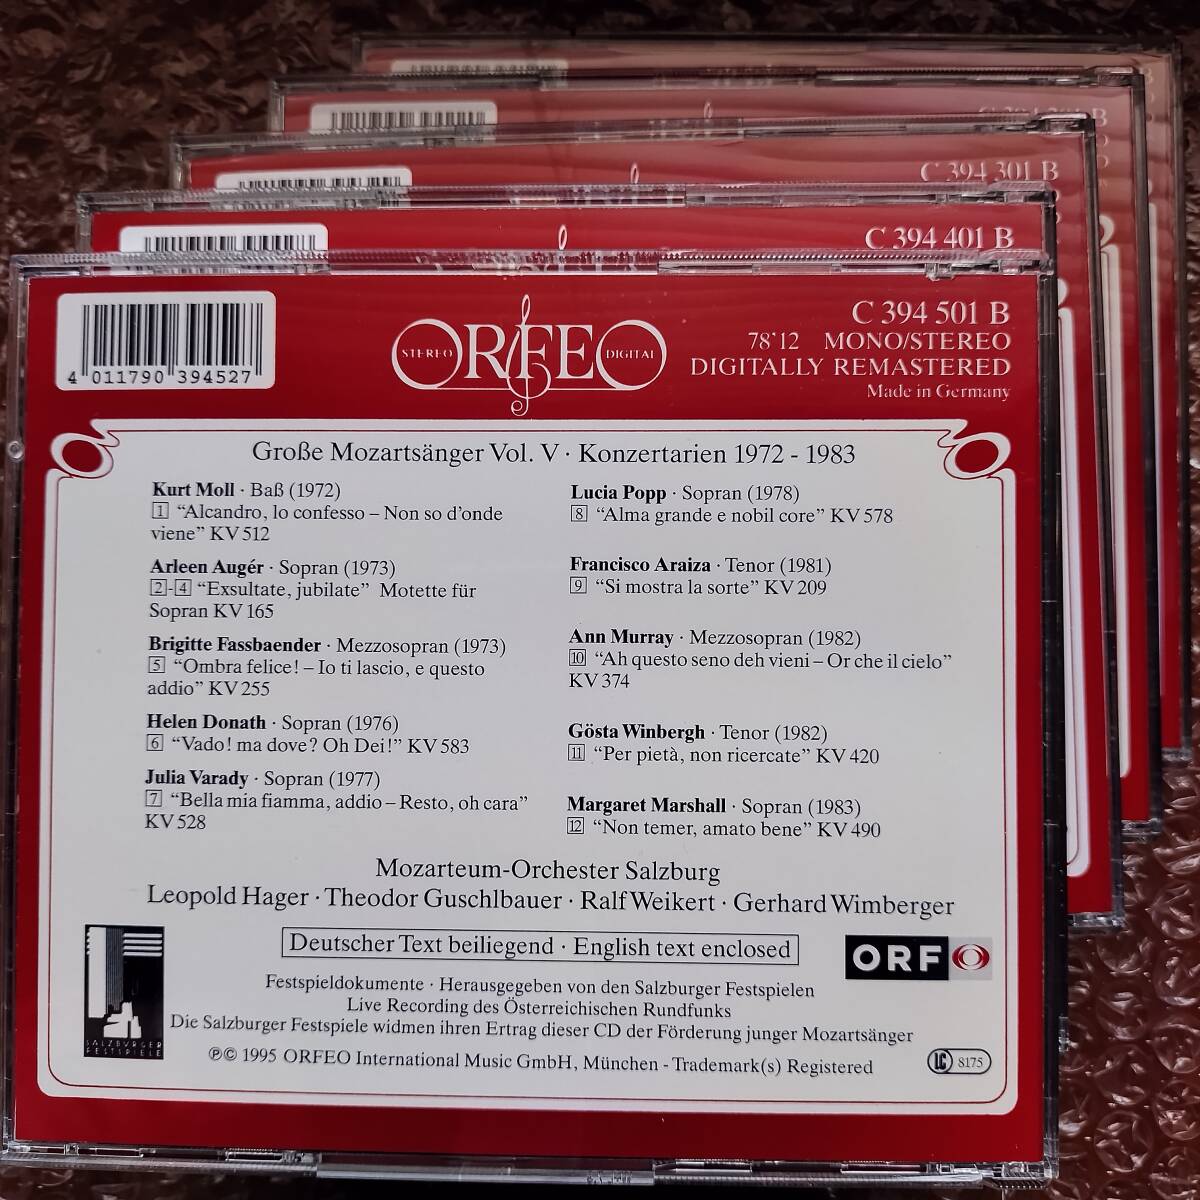 C 394 301 B
C 394 401 B
4 011790 394527
STEREO ORFEO DIGITAL
C 394 501 B
78'12 MONO/STEREO
DIGITALLY REMASTERED
Made in Germany
Große Mozartsänger Vol. V · Konzertarien 1972 - 1983
Kurt Moll · Baß (1972)
1 “Alcandro, lo confesso – Non so d’onde
viene” KV 512
Arleen Augér · Sopran (1973)
2-4 “Exsultate, jubilate” Motette für
Sopran KV 165
Brigitte Fassbaender · Mezzosopran (1973)
5 “Ombra felice! – Io ti lascio, e questo
addio” KV 255
Helen Donath · Sopran (1976)
6 “Vado! ma dove? Oh Dei!” KV 583
Julia Varady · Sopran (1977)
7 “Bella mia fiamma, addio – Resto, oh cara”
KV 528
Lucia Popp · Sopran (1978)
8 “Alma grande e nobil core” KV 578
Francisco Araiza · Tenor (1981)
9 “Si mostra la sorte” KV 209
Ann Murray · Mezzosopran (1982)
10 “Ah questo seno deh vieni – Or che il cielo”
KV 374
Gösta Winbergh · Tenor (1982)
11 “Per pietà, non ricercate” KV 420
Margaret Marshall · Sopran (1983)
12 “Non temer, amato bene” KV 490
Mozarteum-Orchester Salzburg
Leopold Hager · Theodor Guschlbauer · Ralf Weikert · Gerhard Wimberger
Deutscher Text beiliegend · English text enclosed
SALZBURGER
FESTSPIELE
ORF
Festspieldokumente · Herausgegeben von den Salzburger Festspielen
Live Recording des Österreichischen Rundfunks
Die Salzburger Festspiele widmen ihren Ertrag dieser CD der Förderung junger Mozartsänger
℗© 1995 ORFEO International Music GmbH, München - Trademark(s) Registered
LC 8175